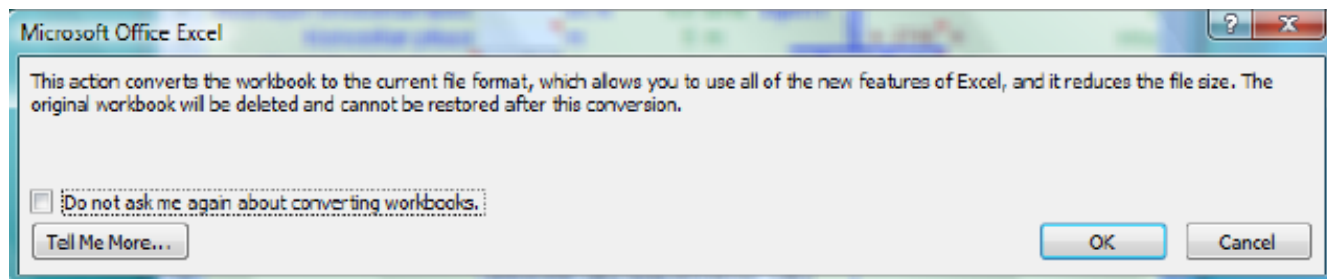 Microsoft Office Excel
This action converts the workbook to the current file format, which allows you to use all of the new features of Excel, and it reduces the file size. The
original workbook will be deleted and cannot be restored after this conversion.
Do not ask me again about converting workbooks.
Tell Me More...
OK
Cancel